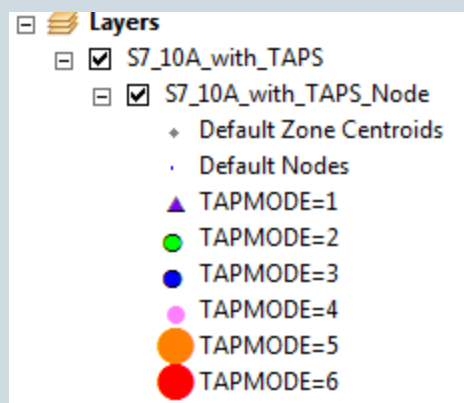 Layers
S7_10A_with_TAPS
S7_10A_with_TAPS_Node
Default Zone Centroids
Default Nodes
TAPMODE=1
TAPMODE=2
TAPMODE=3
TAPMODE=4
TAPMODE=5
TAPMODE=6